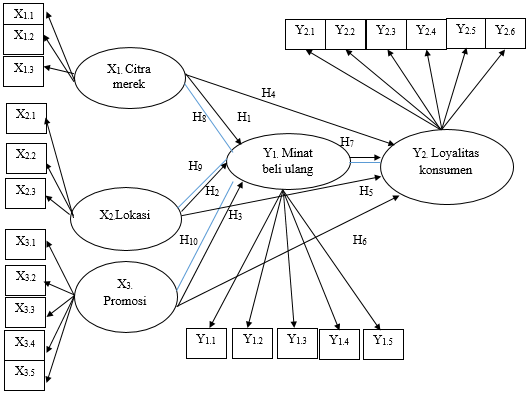 X1.1
X1.2
X1.3
X1. Citra
merek
Y2.1
Y2.2
Y2.3
Y2.4
Y2.5
Y2.6
H4
H1
H8
X2.1
X2.2
X2.3
X2.Lokasi
H9
H2
H3
H10
Y1. Minat
beli ulang
H7
Y2. Loyalitas
konsumen
H5
H6
X3.1
X3.2
X3.3
X3.4
X3.5
X3.
Promosi
Y1.1
Y1.2
Y1.3
Y1.4
Y1.5